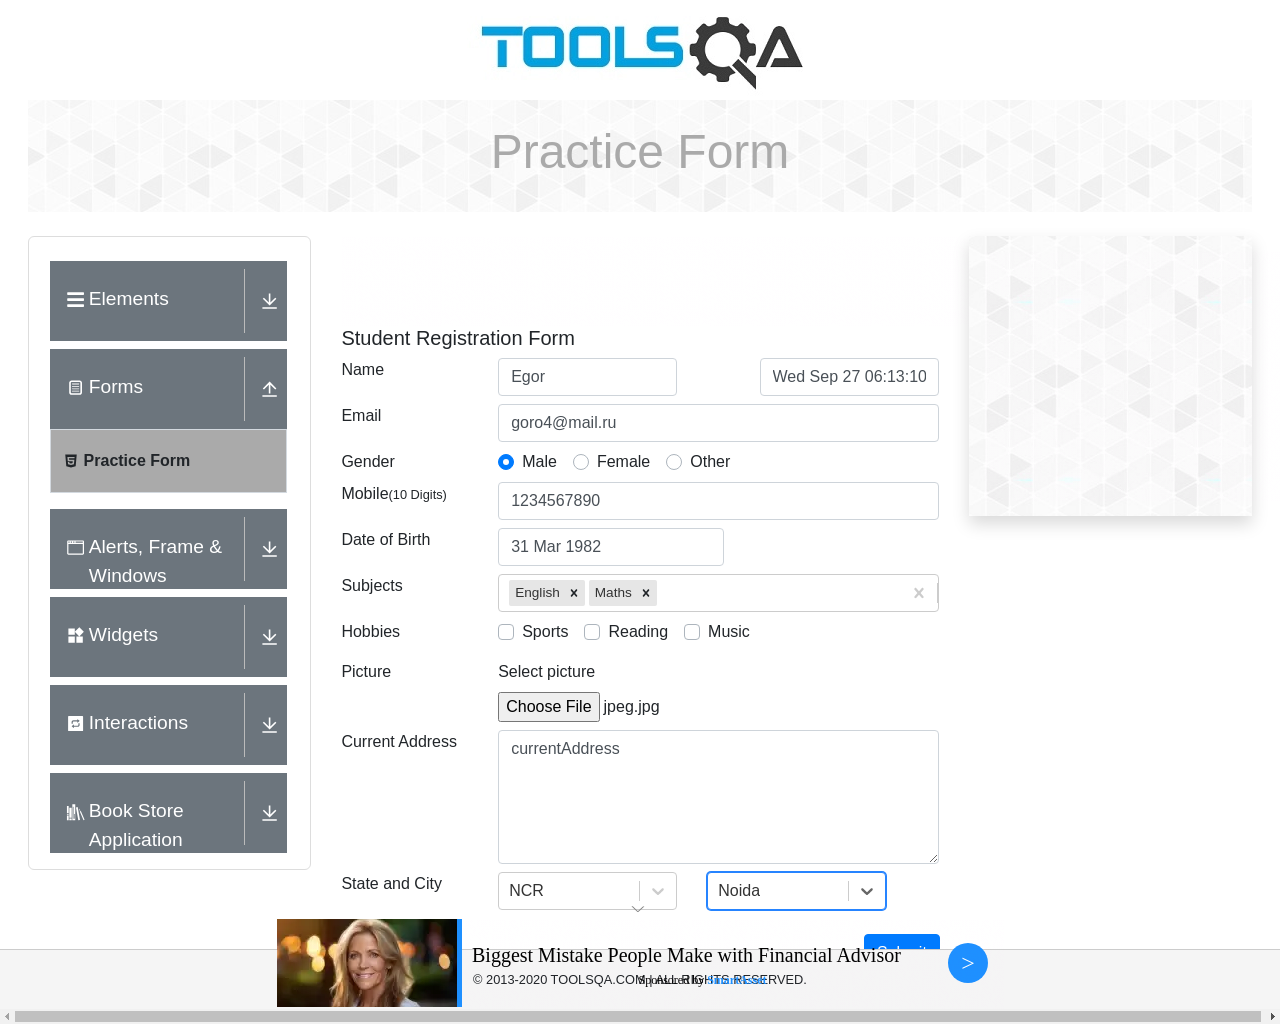 TOOLSQA
Practice Form
Elements
Forms
Practice Form
Alerts, Frame &
Windows
Widgets
Interactions
Book Store
Application
Student Registration Form
Name
Egor
Wed Sep 27 06:13:10
Email
goro4@mail.ru
Gender
Male
Female
Other
Mobile(10 Digits)
1234567890
Date of Birth
31 Mar 1982
Subjects
English
Maths
Hobbies
Sports
Reading
Music
Picture
Select picture
Choose File jpeg.jpg
Current Address
currentAddress
State and City
NCR
Noida
Submit
Biggest Mistake People Make with Financial Advisor
© 2013-2020 TOOLSQA.COM | ALL RIGHTS RESERVED.
Sponsored by
>